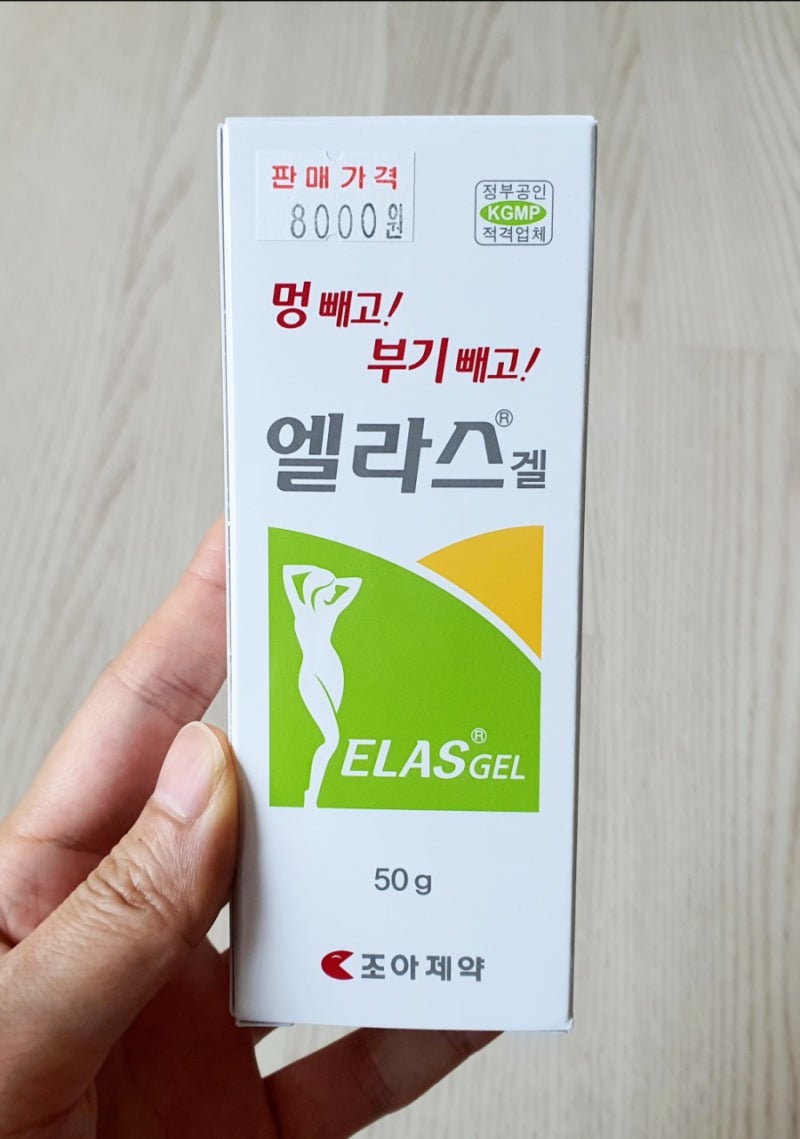 판매가격
8000원
정부공인
KGMP
적격업체
멍 빼고!
부기 빼고!
엘라스® 겔
ELAS® GEL
50g
조아제약